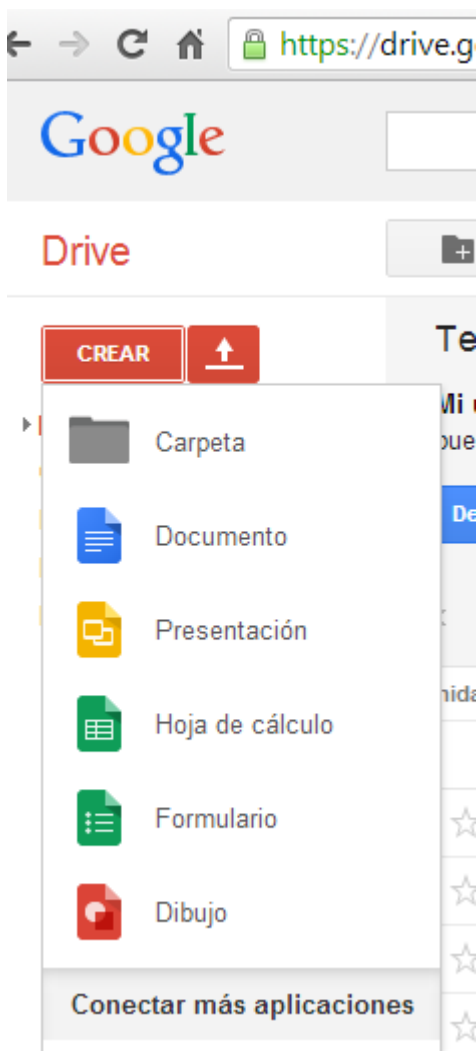 https://drive.g
Google
Drive
CREAR
Te
Mi
Carpeta
pue
Documento
De
Presentación
nida
Hoja de cálculo
Formulario
Dibujo
Conectar más aplicaciones